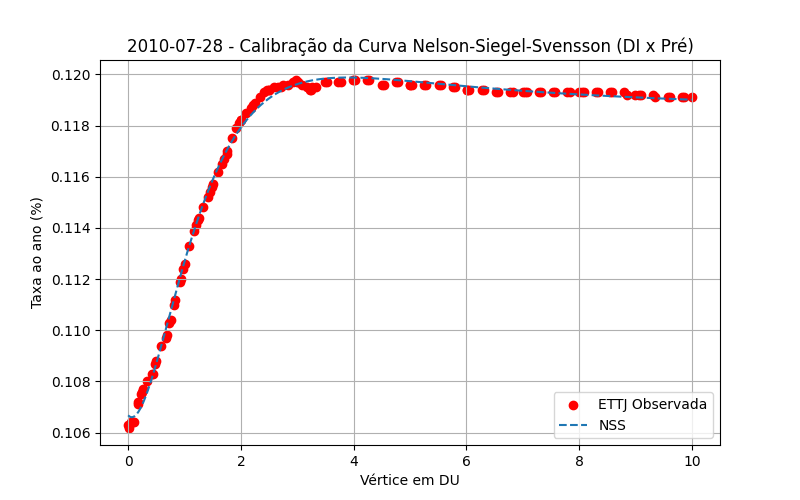 2010-07-28 - Calibração da Curva Nelson-Siegel-Svensson (DI x Pré)
Taxa ao ano (%)
0.120
0.118
0.116
0.114
0.112
0.110
0.108
0.106
ETTJ Observada
NSS
0 2 4 6 8 10
Vértice em DU